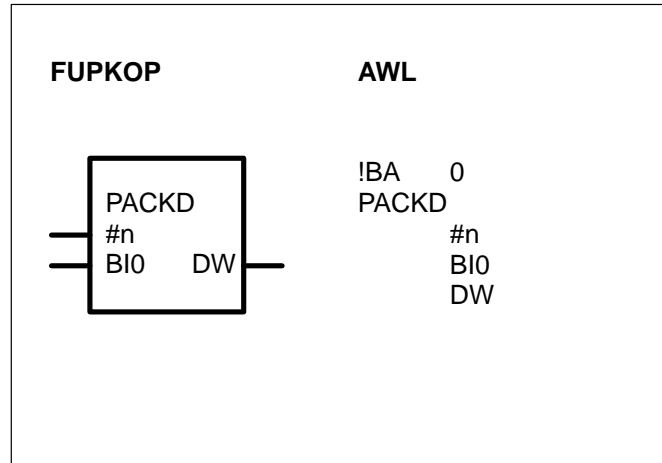 FUPKOP
AWL
PACKD
#n
BI0 DW
!BA 0
PACKD
#n
BI0
DW